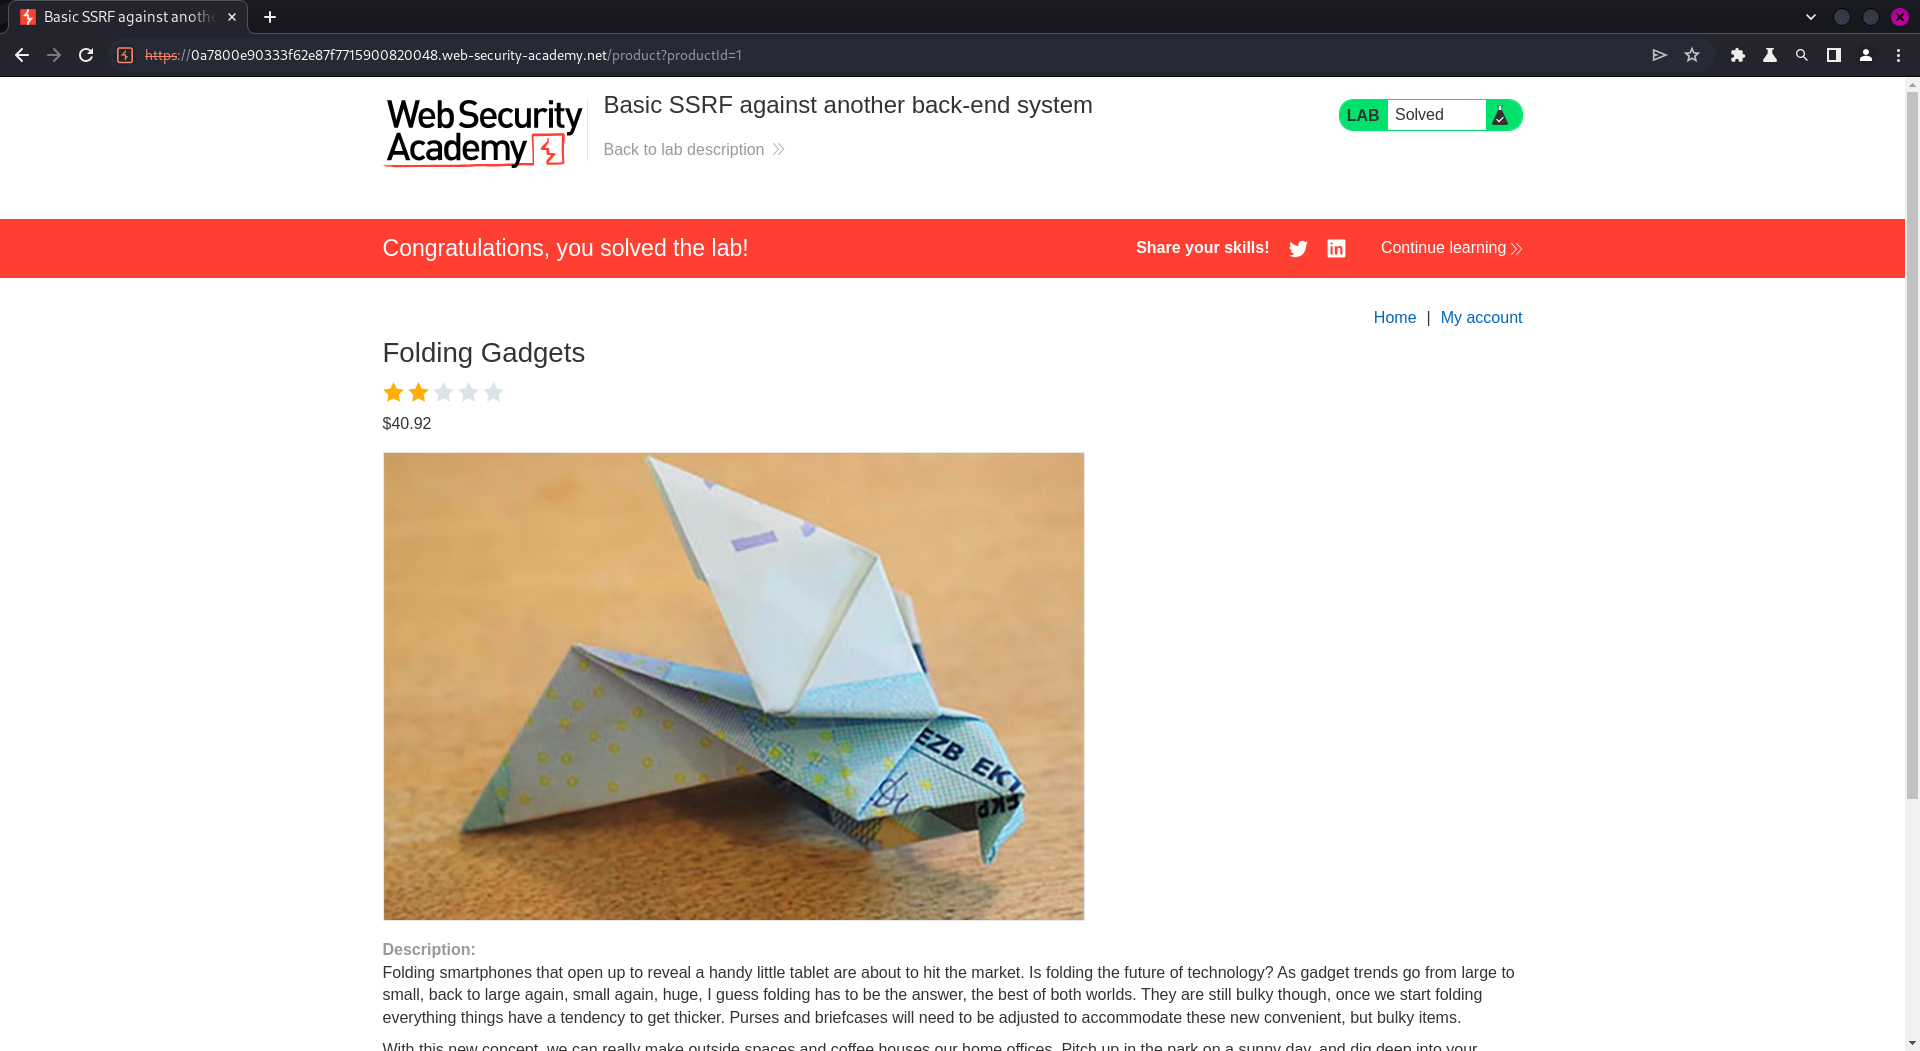 Basic SSRF against anoth
https://0a7800e90333f62e87f7715900820048.web-security-academy.net/product?productId=1
Web Security
Academy
Basic SSRF against another back-end system
Back to lab description
LAB Solved
Congratulations, you solved the lab!
Share your skills!
Continue learning
Home | My account
Folding Gadgets
$40.92
EZB EKT
EKP
Description:
Folding smartphones that open up to reveal a handy little tablet are about to hit the market. Is folding the future of technology? As gadget trends go from large to
small, back to large again, small again, huge, I guess folding has to be the answer, the best of both worlds. They are still bulky though, once we start folding
everything things have a tendency to get thicker. Purses and briefcases will need to be adjusted to accommodate these new convenient, but bulky items.
With this new concept, we can really make outside spaces and coffee houses our home offices. Pitch up in the park on a sunny day, and dig deep into your